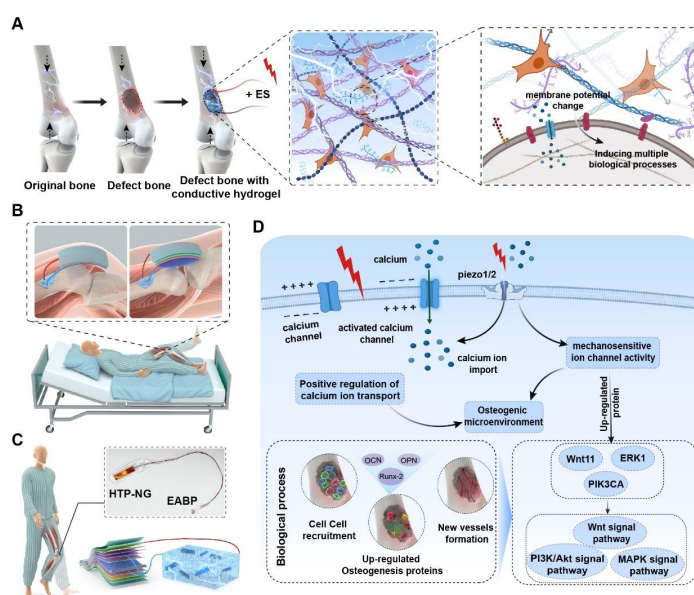 A
+ ES
Original bone
Defect bone
Defect bone with
conductive hydrogel
membrane potential
change
Inducing multiple
biological processes
B
C
HTP-NG
EABP
D
calcium
piezo1/2
++++
calcium
channel
++++
activated calcium
channel
calcium ion
import
mechanosensitive
ion channel activity
Positive regulation of
calcium ion transport
Osteogenic
microenvironment
Up-regulated
protein
Biological process
OCN
OPN
Runx-2
Cell Cell
recruitment
Up-regulated
Osteogenesis proteins
New vessels
formation
Wnt11
ERK1
PIK3CA
Wnt signal
pathway
PI3K/Akt signal
pathway
MAPK signal
pathway